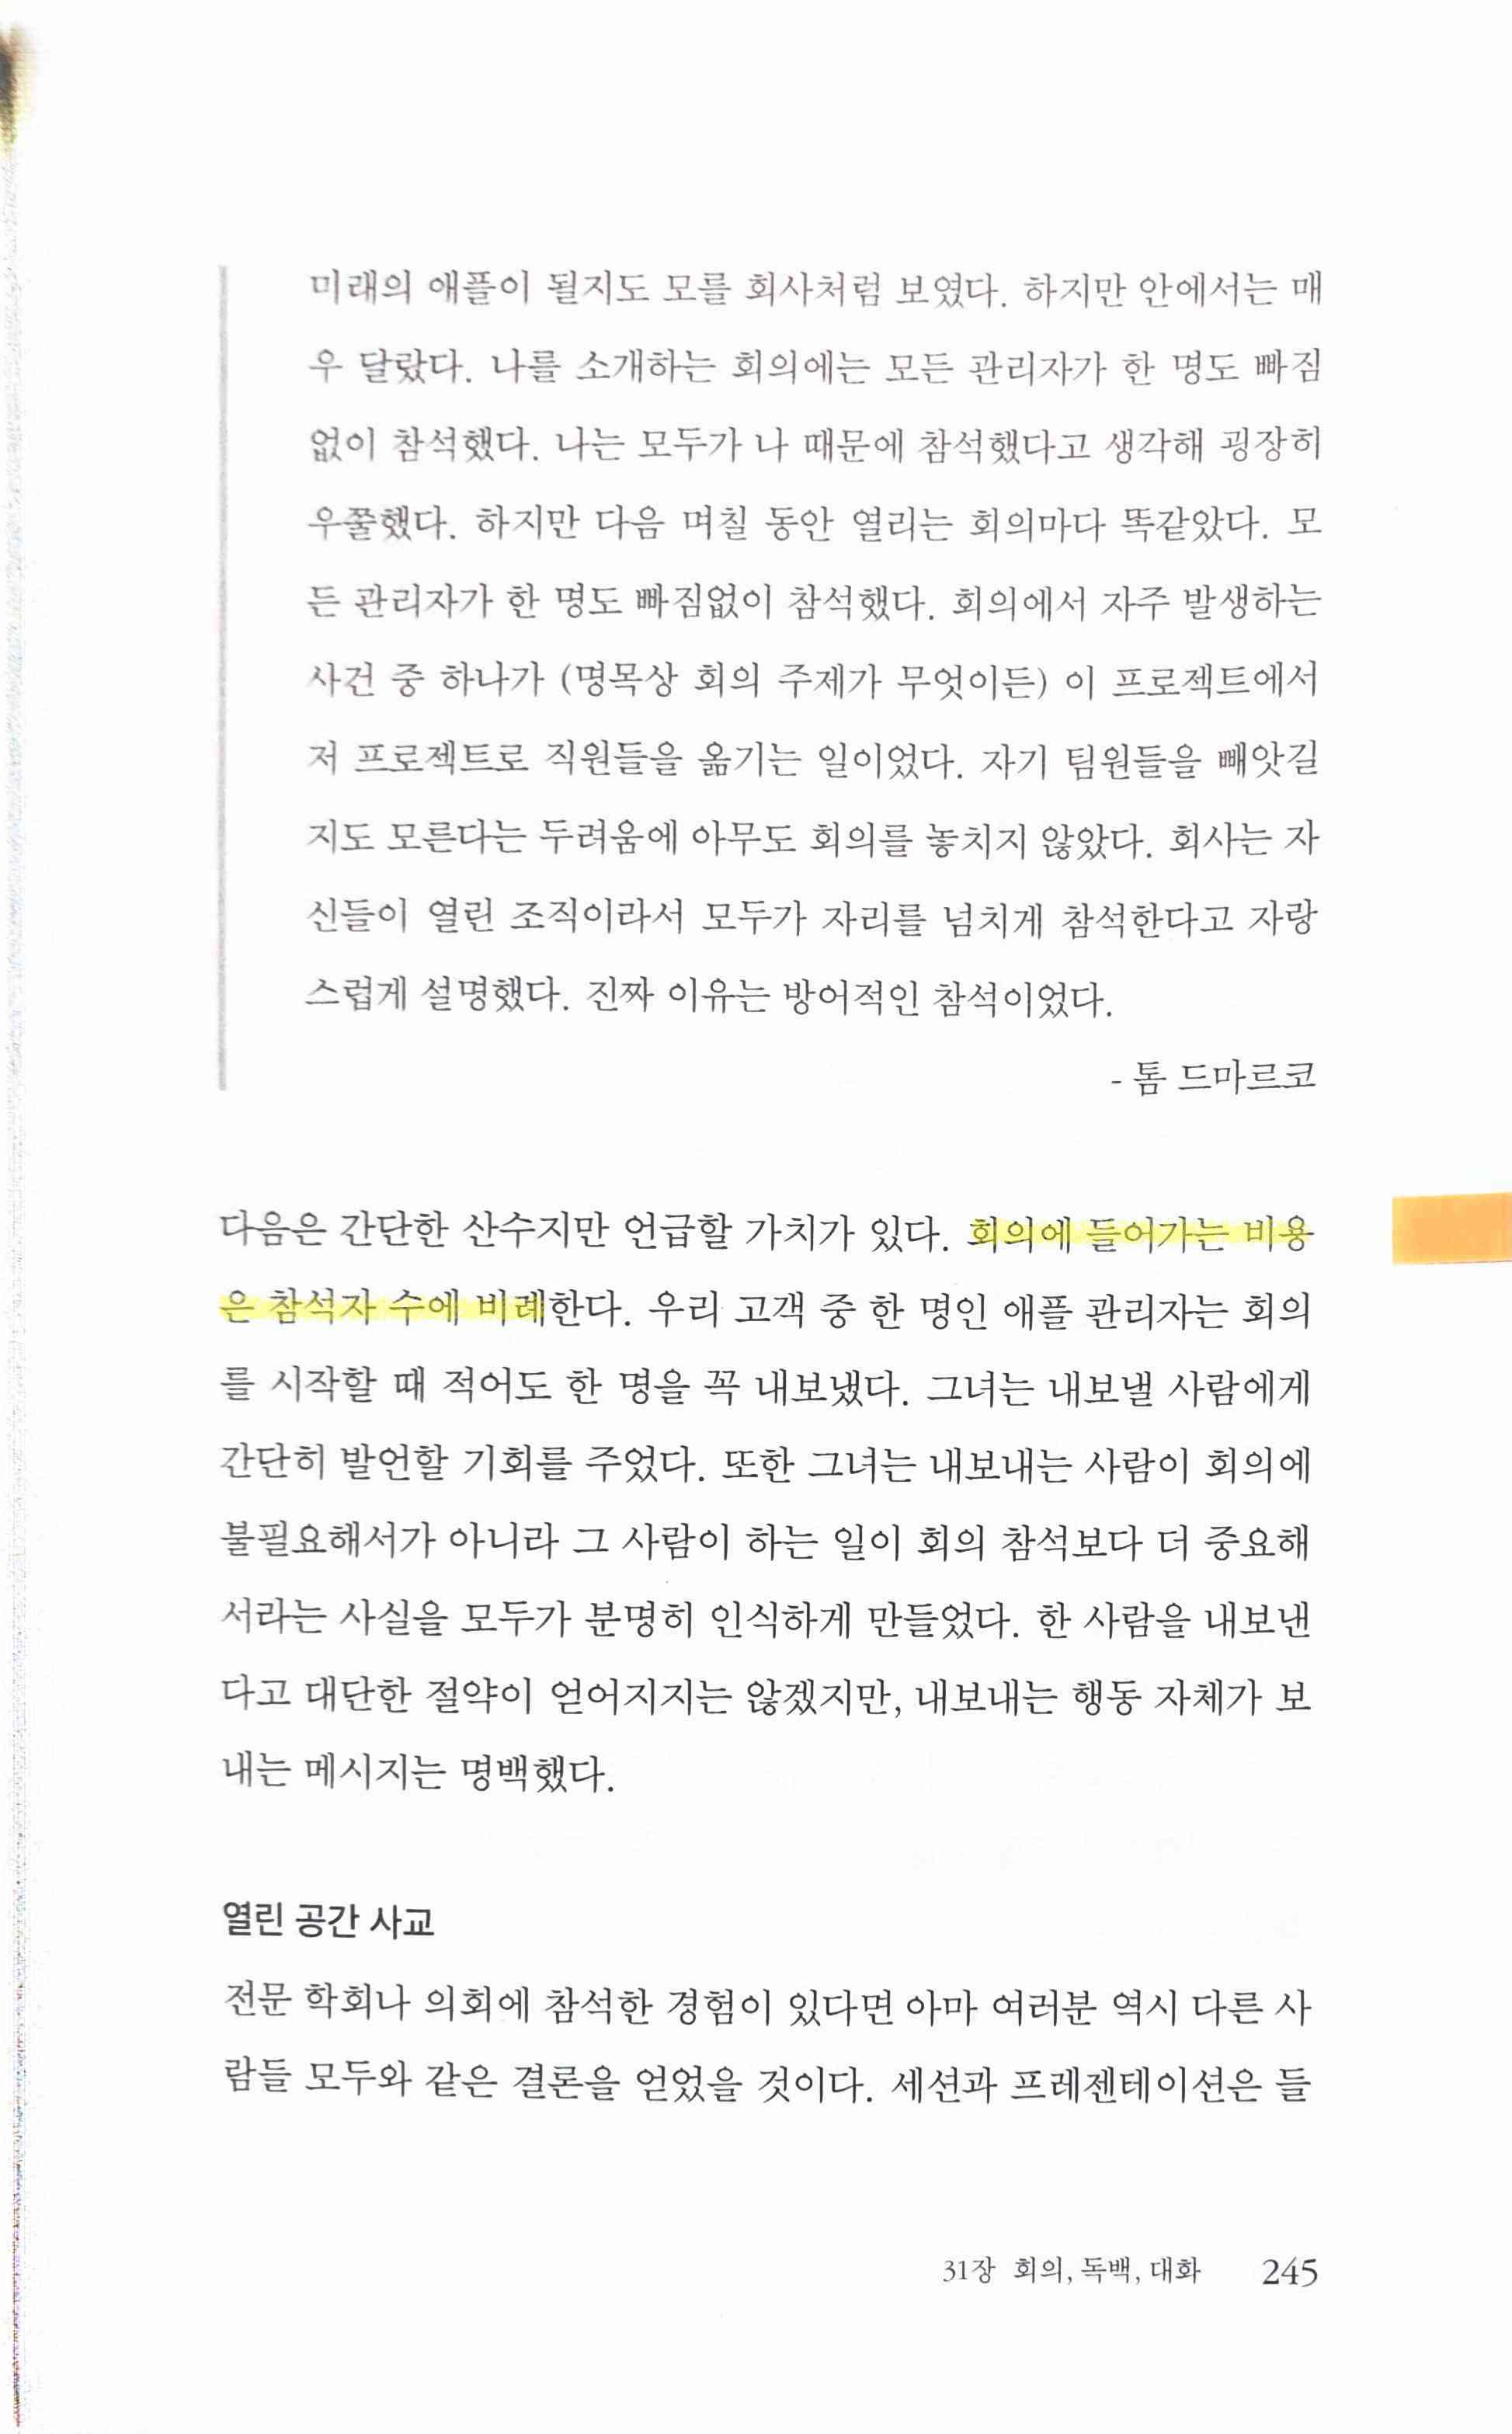 미래의 애플이 될지도 모를 회사처럼 보였다. 하지만 안에서는 매
우 달랐다. 나를 소개하는 회의에는 모든 관리자가 한 명도 빠짐
없이 참석했다. 나는 모두가 나 때문에 참석했다고 생각해 굉장히
우쭐했다. 하지만 다음 며칠 동안 열리는 회의마다 똑같았다. 모
든 관리자가 한 명도 빠짐없이 참석했다. 회의에서 자주 발생하는
사건 중 하나가 (명목상 회의 주제가 무엇이든) 이 프로젝트에서
저 프로젝트로 직원들을 옮기는 일이었다. 자기 팀원들을 빼앗길
지도 모른다는 두려움에 아무도 회의를 놓치지 않았다. 회사는 자
신들이 열린 조직이라서 모두가 자리를 넘치게 참석한다고 자랑
스럽게 설명했다. 진짜 이유는 방어적인 참석이었다.
- 톰 드마르코
다음은 간단한 산수지만 언급할 가치가 있다. 회의에 들어가는 비용
은 참석자 수에 비례한다. 우리 고객 중 한 명인 애플 관리자는 회의
를 시작할 때 적어도 한 명을 꼭 내보냈다. 그녀는 내보낼 사람에게
간단히 발언할 기회를 주었다. 또한 그녀는 내보내는 사람이 회의에
불필요해서가 아니라 그 사람이 하는 일이 회의 참석보다 더 중요해
서라는 사실을 모두가 분명히 인식하게 만들었다. 한 사람을 내보낸
다고 대단한 절약이 얻어지지는 않겠지만, 내보내는 행동 자체가 보
내는 메시지는 명백했다.
열린 공간 사교
전문 학회나 의회에 참석한 경험이 있다면 아마 여러분 역시 다른 사
람들 모두와 같은 결론을 얻었을 것이다. 세션과 프레젠테이션은 들
31장 회의, 독백, 대화 245